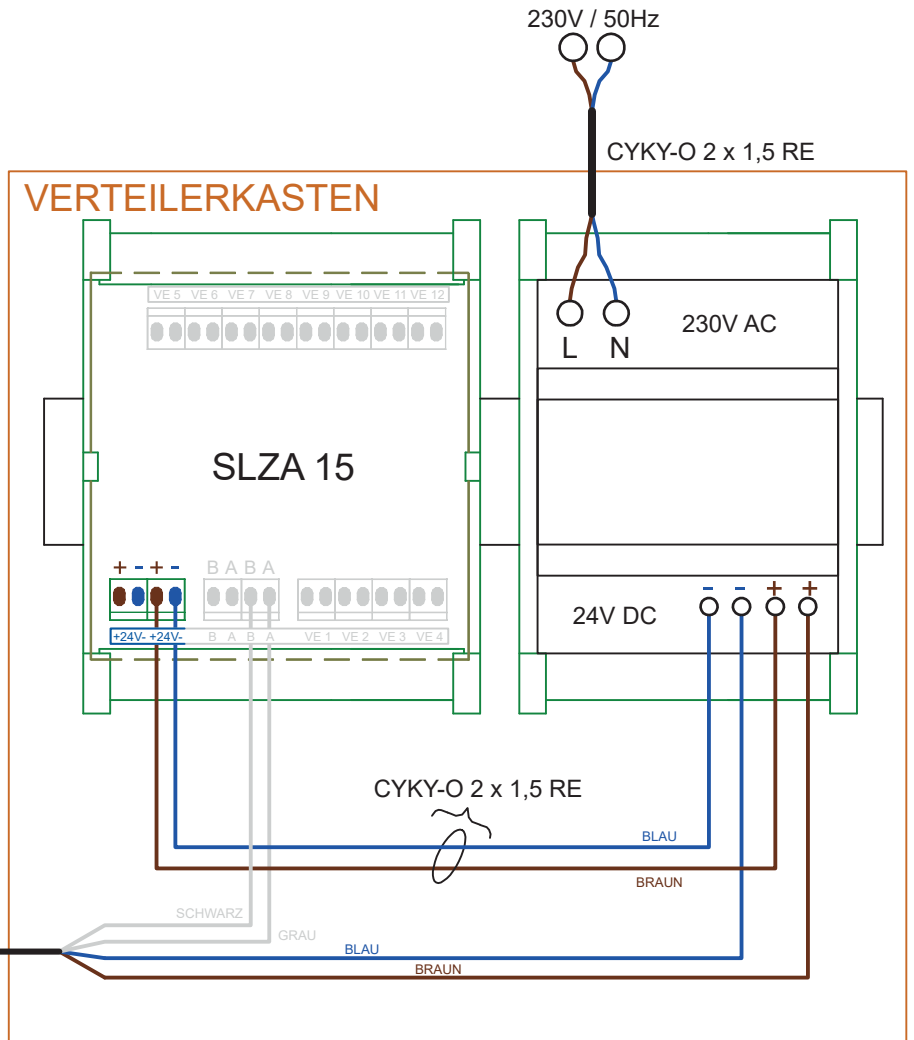 230V / 50Hz
CYKY-O 2 x 1,5 RE
VERTEILERKASTEN
VE 5 VE 6 VE 7 VE 8 VE 9 VE 10 VE 11 VE 12
230V AC
L N
SLZA 15
+ - + - B A B A
+24V- +24V- B A B A VE 1 VE 2 VE 3 VE 4
- - + +
24V DC
CYKY-O 2 x 1,5 RE
BLAU
BRAUN
SCHWARZ
GRAU
BLAU
BRAUN